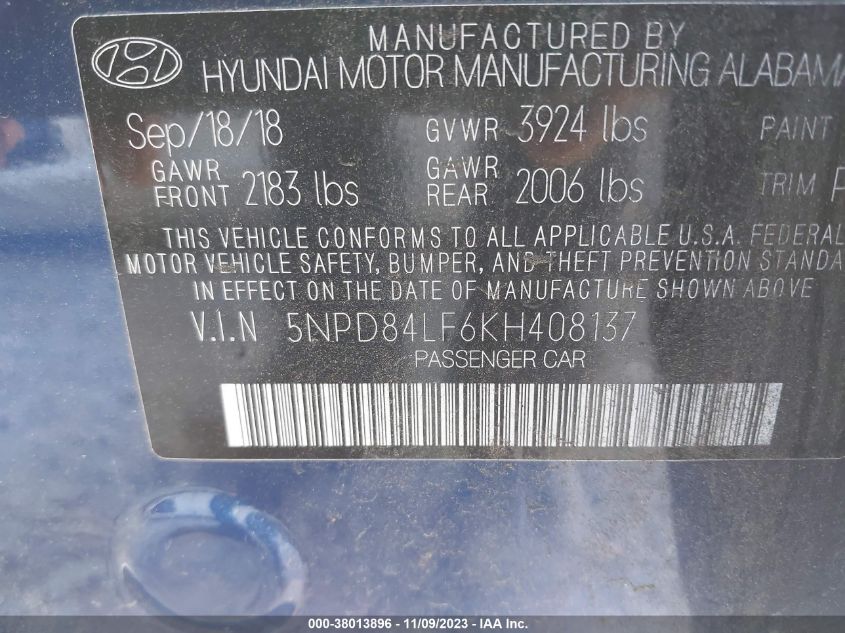 MANUFACTURED BY
HYUNDAI MOTOR MANUFACTURING ALABAMA
Sep/18/18 GVWR 3924 lbs PAINT
GAWR FRONT 2183 lbs GAWR REAR 2006 lbs TRIM
THIS VEHICLE CONFORMS TO ALL APPLICABLE U.S.A. FEDERAL
MOTOR VEHICLE SAFETY, BUMPER, AND THEFT PREVENTION STANDA
IN EFFECT ON THE DATE OF MANUFACTURE SHOWN ABOVE
V.I.N 5NPD84LF6KH408137
PASSENGER CAR
000-38013896 - 11/09/2023 - IAA Inc.